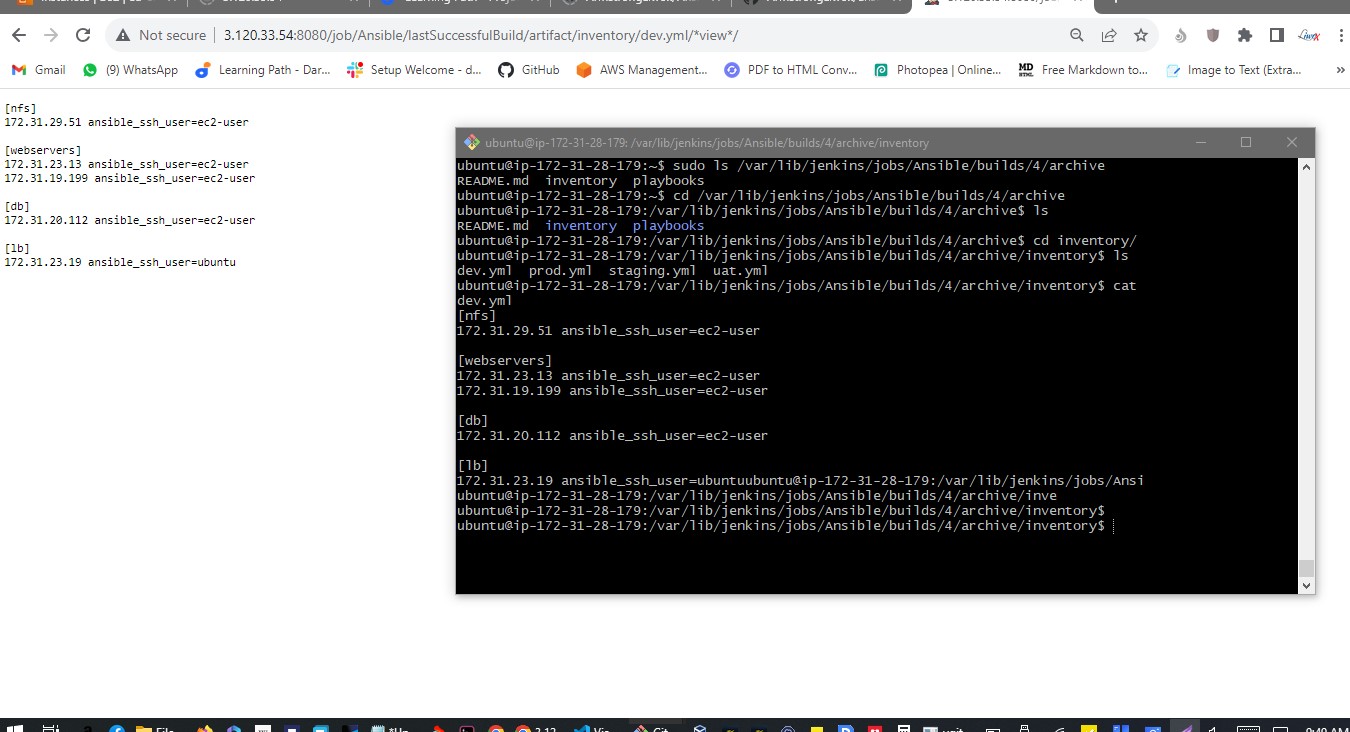 Not secure | 3.120.33.54:8080/job/Ansible/lastSuccessfulBuild/artifact/inventory/dev.yml/*view*/
Gmail (9) WhatsApp Learning Path - Dar... Setup Welcome - d... GitHub AWS Management... PDF to HTML Conv... Photopea | Online... Free Markdown to... Image to Text (Extra... »
[nfs]
172.31.29.51 ansible_ssh_user=ec2-user
[webservers]
172.31.23.13 ansible_ssh_user=ec2-user
172.31.19.199 ansible_ssh_user=ec2-user
[db]
172.31.20.112 ansible_ssh_user=ec2-user
[lb]
172.31.23.19 ansible_ssh_user=ubuntu
ubuntu@ip-172-31-28-179: /var/lib/jenkins/jobs/Ansible/builds/4/archive/inventory
ubuntu@ip-172-31-28-179:~$ sudo ls /var/lib/jenkins/jobs/Ansible/builds/4/archive
README.md inventory playbooks
ubuntu@ip-172-31-28-179:~$ cd /var/lib/jenkins/jobs/Ansible/builds/4/archive
ubuntu@ip-172-31-28-179:/var/lib/jenkins/jobs/Ansible/builds/4/archive$ ls
README.md inventory playbooks
ubuntu@ip-172-31-28-179:/var/lib/jenkins/jobs/Ansible/builds/4/archive$ cd inventory/
ubuntu@ip-172-31-28-179:/var/lib/jenkins/jobs/Ansible/builds/4/archive/inventory$ ls
dev.yml prod.yml staging.yml uat.yml
ubuntu@ip-172-31-28-179:/var/lib/jenkins/jobs/Ansible/builds/4/archive/inventory$ cat
dev.yml
[nfs]
172.31.29.51 ansible_ssh_user=ec2-user
[webservers]
172.31.23.13 ansible_ssh_user=ec2-user
172.31.19.199 ansible_ssh_user=ec2-user
[db]
172.31.20.112 ansible_ssh_user=ec2-user
[lb]
172.31.23.19 ansible_ssh_user=ubuntuubuntu@ip-172-31-28-179:/var/lib/jenkins/jobs/Ansi
ubuntu@ip-172-31-28-179:/var/lib/jenkins/jobs/Ansible/builds/4/archive/inve
ubuntu@ip-172-31-28-179:/var/lib/jenkins/jobs/Ansible/builds/4/archive/inventory$
ubuntu@ip-172-31-28-179:/var/lib/jenkins/jobs/Ansible/builds/4/archive/inventory$